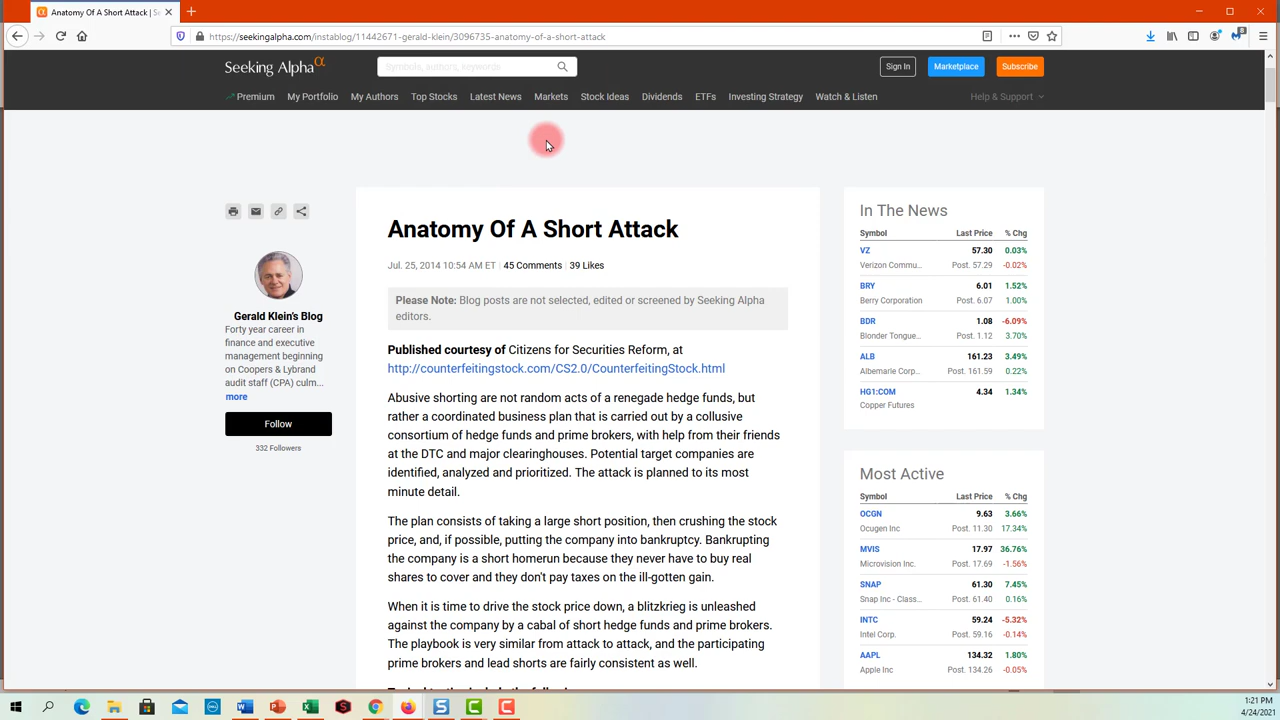 Anatomy Of A Short Attack | Se
https://seekingalpha.com/instablog/11442671-gerald-klein/3096735-anatomy-of-a-short-attack
Seeking Alpha α
Symbols, authors, keywords
Sign In
Marketplace
Subscribe
Premium
My Portfolio
My Authors
Top Stocks
Latest News
Markets
Stock Ideas
Dividends
ETFs
Investing Strategy
Watch & Listen
Help & Support
Gerald Klein's Blog
Forty year career in
finance and executive
management beginning
on Coopers & Lybrand
audit staff (CPA) culm...
more
Follow
332 Followers
Anatomy Of A Short Attack
Jul. 25, 2014 10:54 AM ET | 45 Comments | 39 Likes
Please Note: Blog posts are not selected, edited or screened by Seeking Alpha
editors.
Published courtesy of Citizens for Securities Reform, at
http://counterfeitingstock.com/CS2.0/CounterfeitingStock.html
Abusive shorting are not random acts of a renegade hedge funds, but
rather a coordinated business plan that is carried out by a collusive
consortium of hedge funds and prime brokers, with help from their friends
at the DTC and major clearinghouses. Potential target companies are
identified, analyzed and prioritized. The attack is planned to its most
minute detail.
The plan consists of taking a large short position, then crushing the stock
price, and, if possible, putting the company into bankruptcy. Bankrupting
the company is a short homerun because they never have to buy real
shares to cover and they don't pay taxes on the ill-gotten gain.
When it is time to drive the stock price down, a blitzkrieg is unleashed
against the company by a cabal of short hedge funds and prime brokers.
The playbook is very similar from attack to attack, and the participating
prime brokers and lead shorts are fairly consistent as well.
In The News
Symbol Last Price % Chg
VZ 57.30 0.03%
Verizon Commu... Post. 57.29 -0.02%
BRY 6.01 1.52%
Berry Corporation Post. 6.07 1.00%
BDR 1.08 -6.09%
Blonder Tongue... Post. 1.12 3.70%
ALB 161.23 3.49%
Albemarle Corp... Post. 161.59 0.22%
HG1:COM 4.34 1.34%
Copper Futures
Most Active
Symbol Last Price % Chg
OCGN 9.63 3.66%
Ocugen Inc Post. 11.30 17.34%
MVIS 17.97 36.76%
Microvision Inc. Post. 17.69 -1.56%
SNAP 61.30 7.45%
Snap Inc - Class... Post. 61.40 0.16%
INTC 59.24 -5.32%
Intel Corp. Post. 59.16 -0.14%
AAPL 134.32 1.80%
Apple Inc Post. 134.26 -0.05%
1:21 PM
4/24/2021